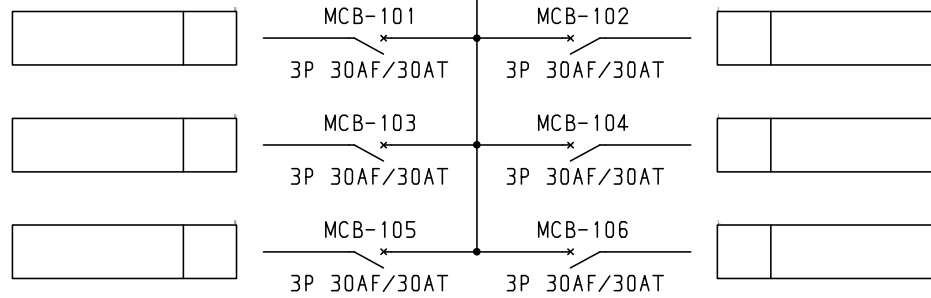 MCB-101 MCB-102
3P 30AF/30AT 3P 30AF/30AT
MCB-103 MCB-104
3P 30AF/30AT 3P 30AF/30AT
MCB-105 MCB-106
3P 30AF/30AT 3P 30AF/30AT